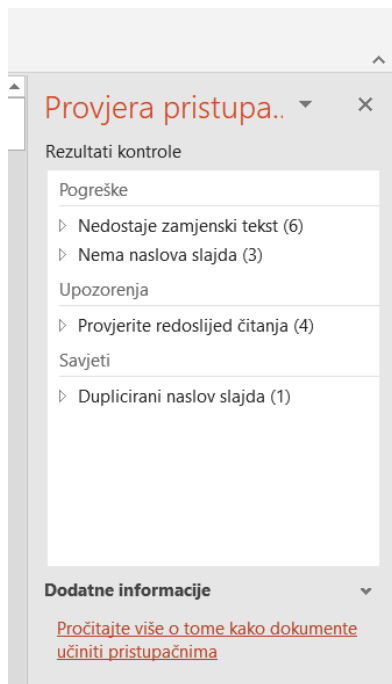 Provjera pristupa..
Rezultati kontrole
Pogreške
Nedostaje zamjenski tekst (6)
Nema naslova slajda (3)
Upozorenja
Provjerite redoslijed čitanja (4)
Savjeti
Duplicirani naslov slajda (1)
Dodatne informacije
Pročitajte više o tome kako dokumente
učiniti pristupačnima